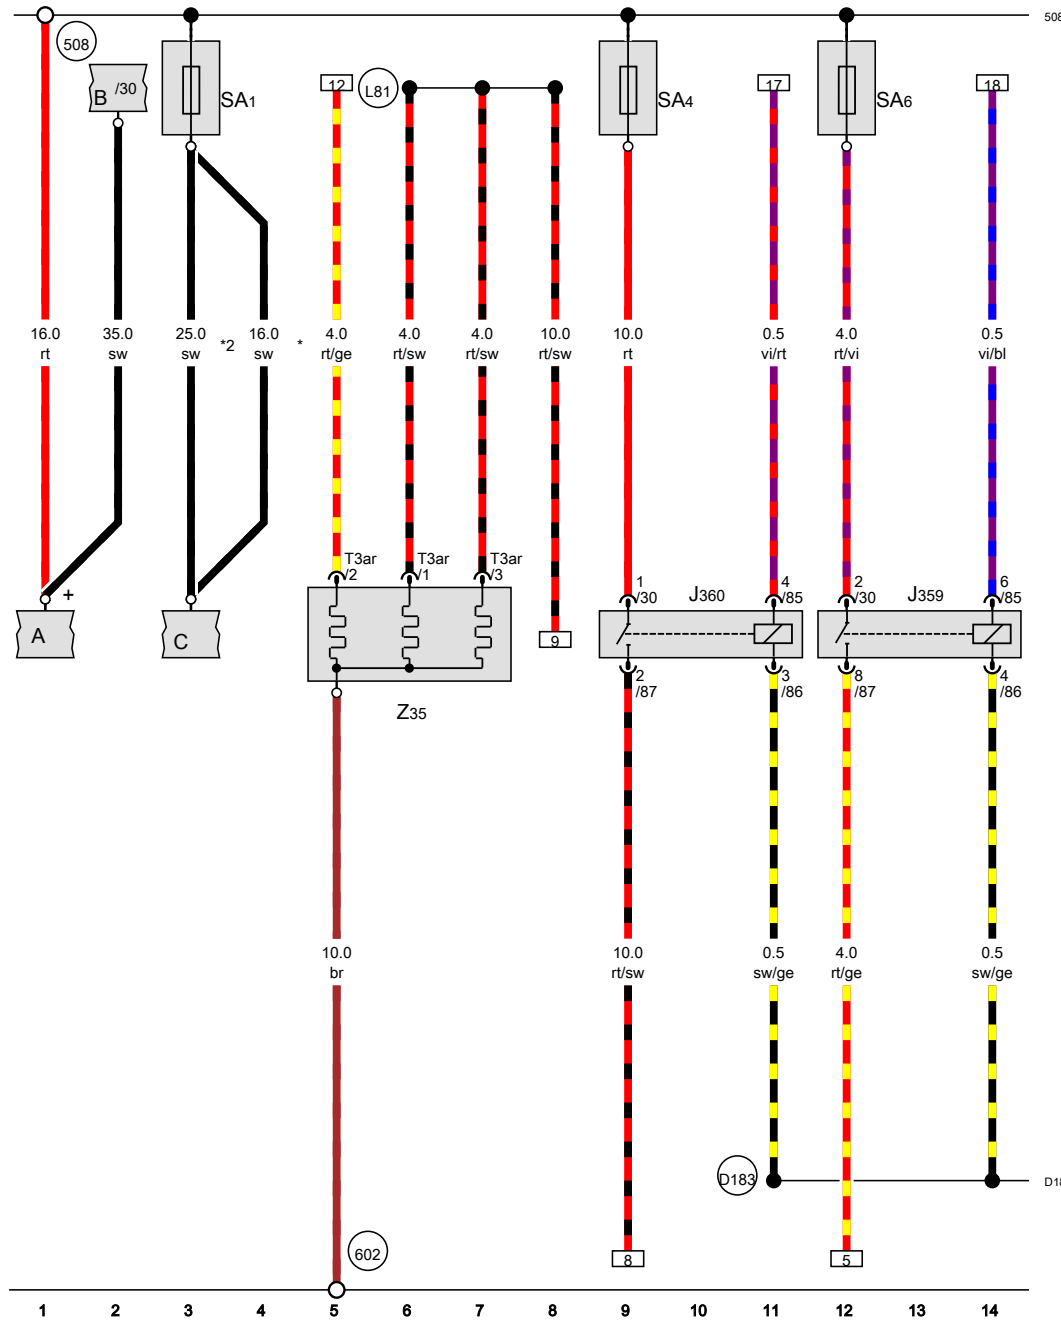 508
508
B /30
SA1
12
L81
SA4
17
SA6
18
16.0 35.0 25.0 *2 16.0 * 4.0 4.0 4.0 10.0 10.0 0.5 4.0 0.5
rt sw sw sw rt/ge rt/sw rt/sw rt/sw rt vi/rt rt/vi vi/bl
T3ar /2
T3ar /1
T3ar /3
1 /30
J360
4 /85
2 /30
J359
6 /85
+
A
C
9
2 /87
3 /86
8 /87
4 /86
Z35
10.0 10.0 0.5 4.0 0.5
br rt/sw sw/ge rt/ge sw/ge
D183
602
8
5
1 2 3 4 5 6 7 8 9 10 11 12 13 14